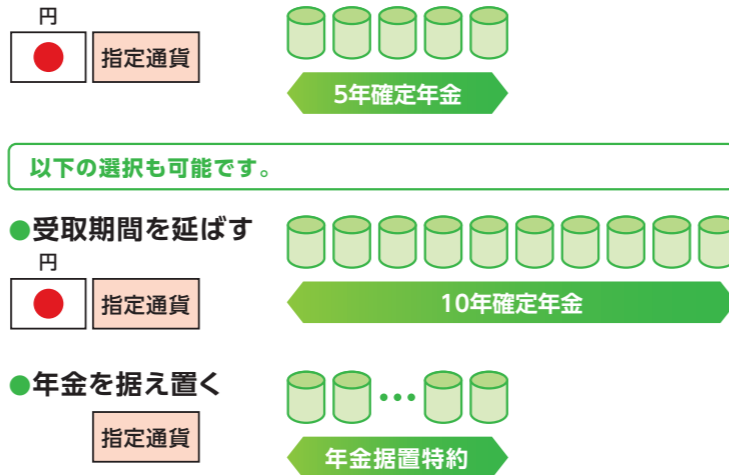 円
指定通貨
5年確定年金
以下の選択も可能です。
●受取期間を延ばす
円
指定通貨
10年確定年金
●年金を据え置く
指定通貨
年金据置特約